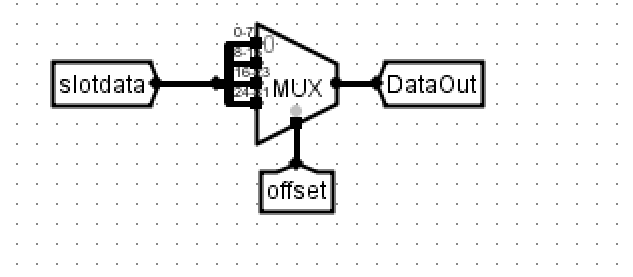 0-7
0
slotdata
MUX
DataOut
offset